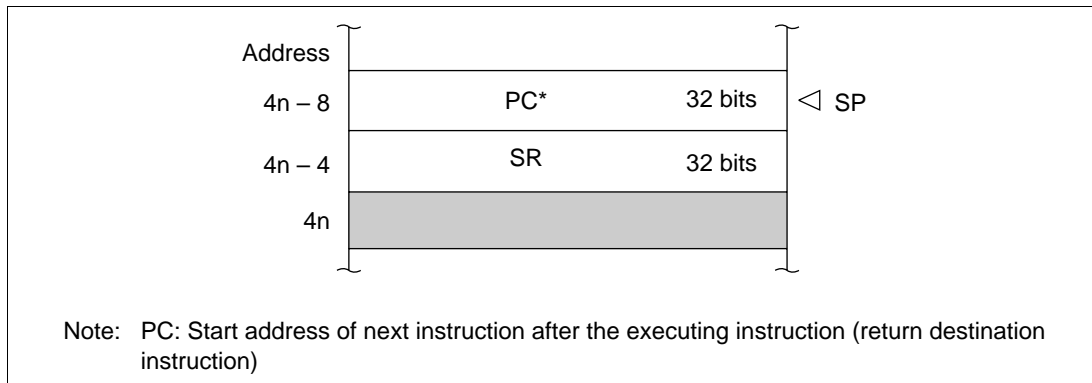 Address
4n – 8 PC* 32 bits ◁ SP
4n – 4 SR 32 bits
4n
Note: PC: Start address of next instruction after the executing instruction (return destination
instruction)